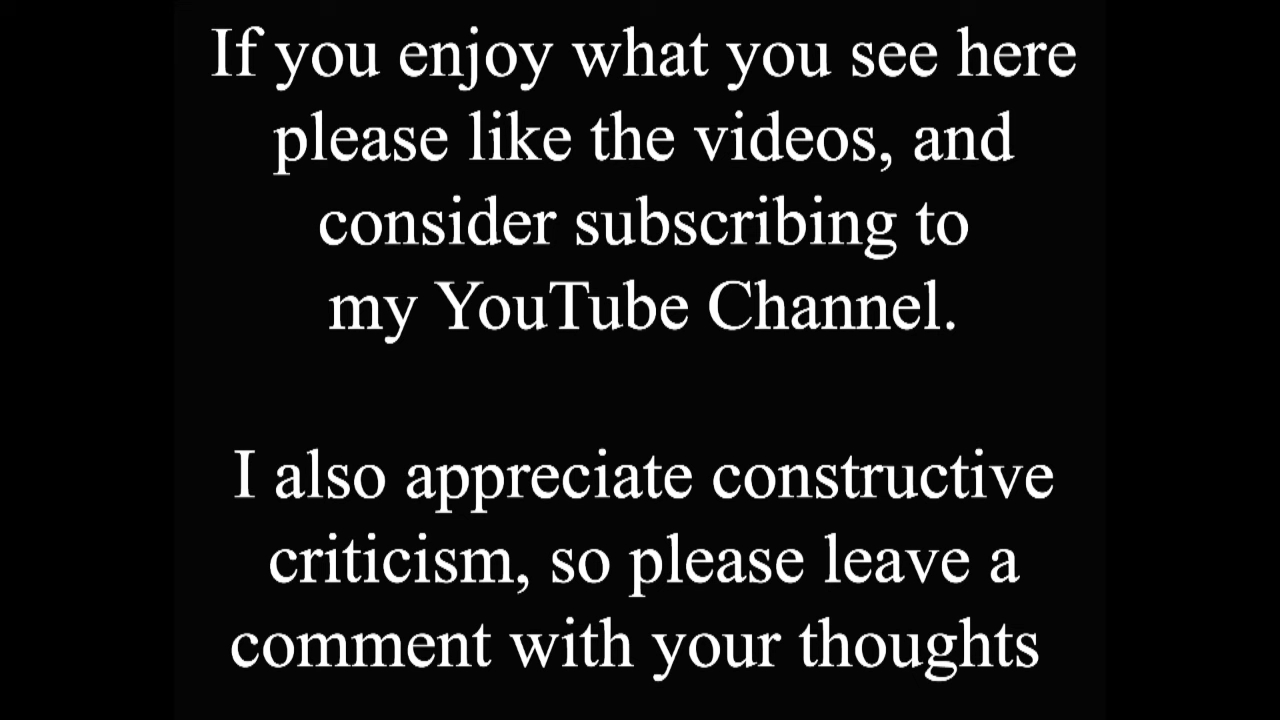 If you enjoy what you see here
please like the videos, and
consider subscribing to
my YouTube Channel.
I also appreciate constructive
criticism, so please leave a
comment with your thoughts